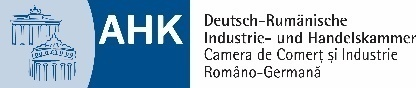 AHK
Deutsch-Rumänische
Industrie- und Handelskammer
Camera de Comerț și Industrie
Româno-Germană